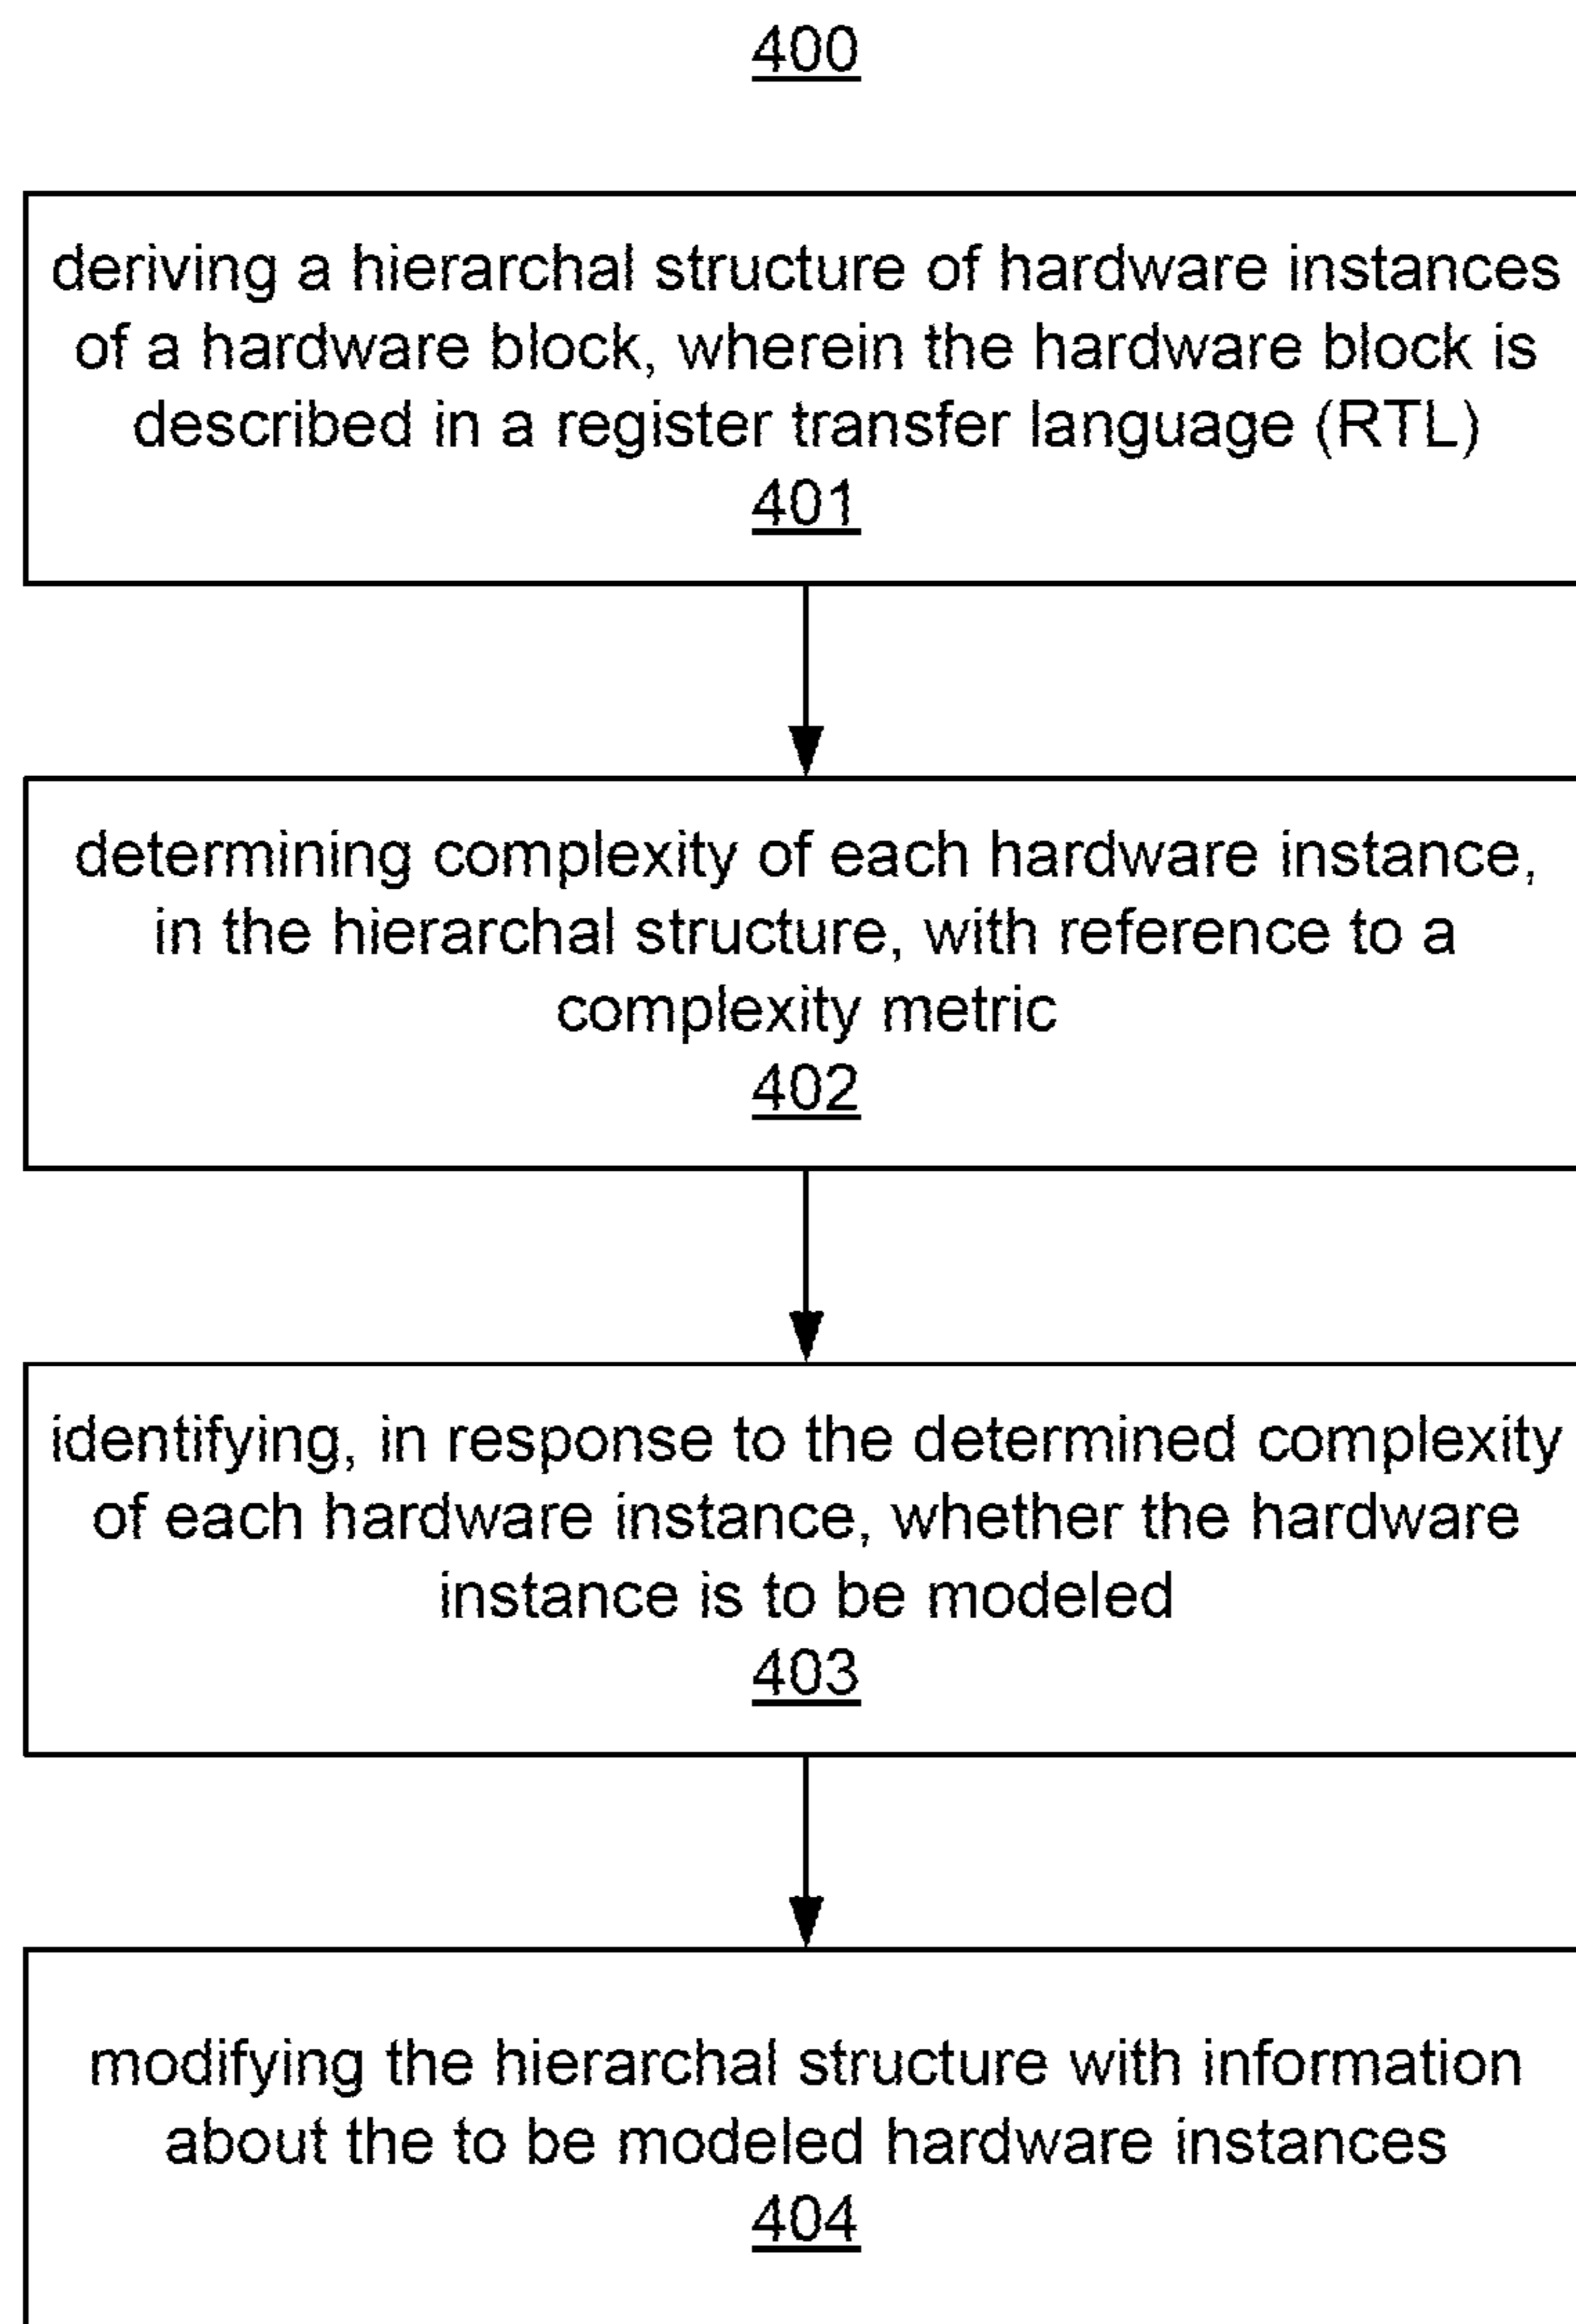 400
deriving a hierarchal structure of hardware instances
of a hardware block, wherein the hardware block is
described in a register transfer language (RTL)
401
determining complexity of each hardware instance,
in the hierarchal structure, with reference to a
complexity metric
402
identifying, in response to the determined complexity
of each hardware instance, whether the hardware
instance is to be modeled
403
modifying the hierarchal structure with information
about the to be modeled hardware instances
404